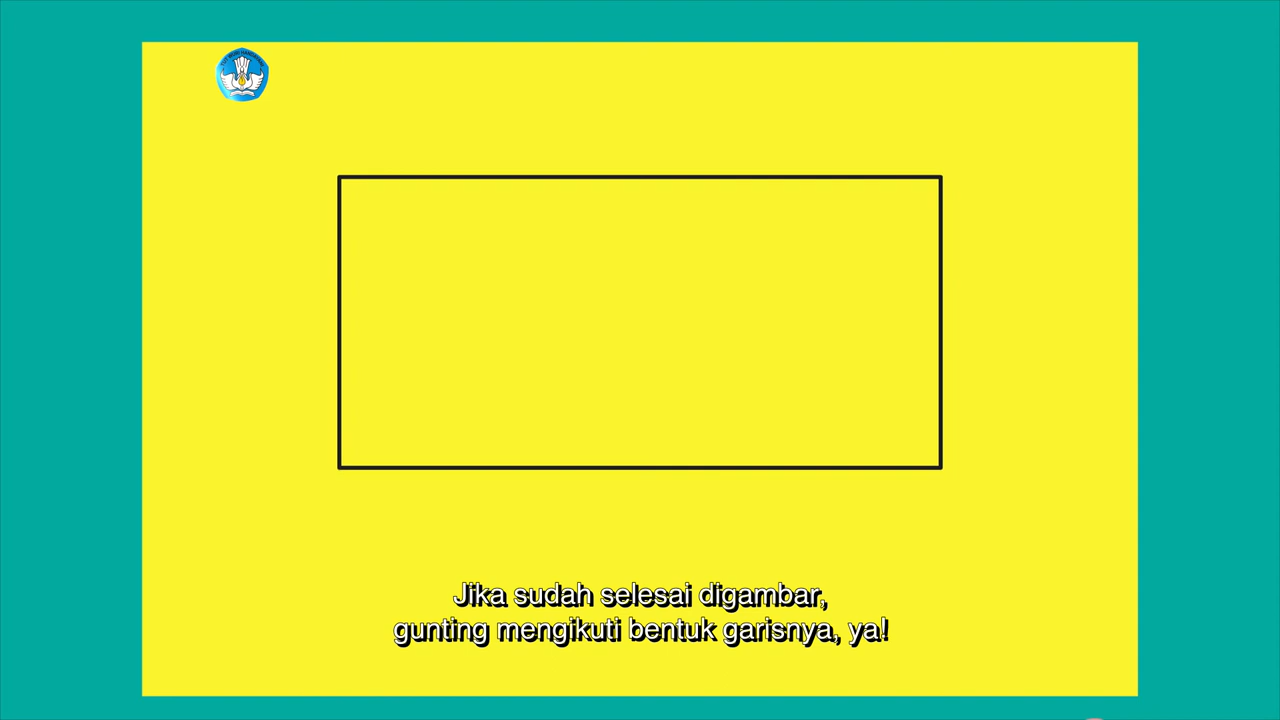 Jika sudah selesai digambar,
gunting mengikuti bentuk garisnya, ya!